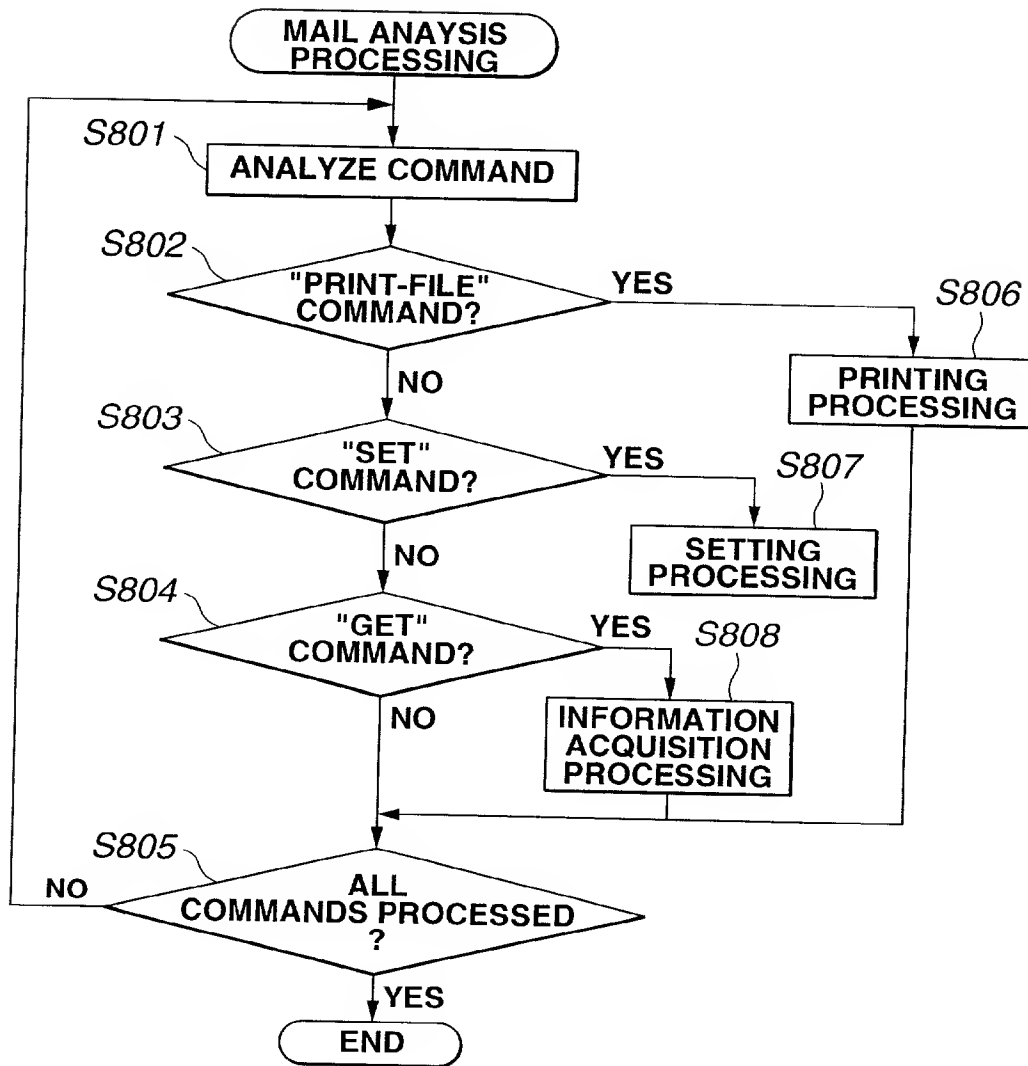 MAIL ANAYSIS
PROCESSING
S801
ANALYZE COMMAND
S802
"PRINT-FILE"
COMMAND?
YES
NO
S806
PRINTING
PROCESSING
S803
"SET"
COMMAND?
YES
NO
S807
SETTING
PROCESSING
S804
"GET"
COMMAND?
YES
NO
S808
INFORMATION
ACQUISITION
PROCESSING
S805
ALL
COMMANDS PROCESSED
?
NO
YES
END